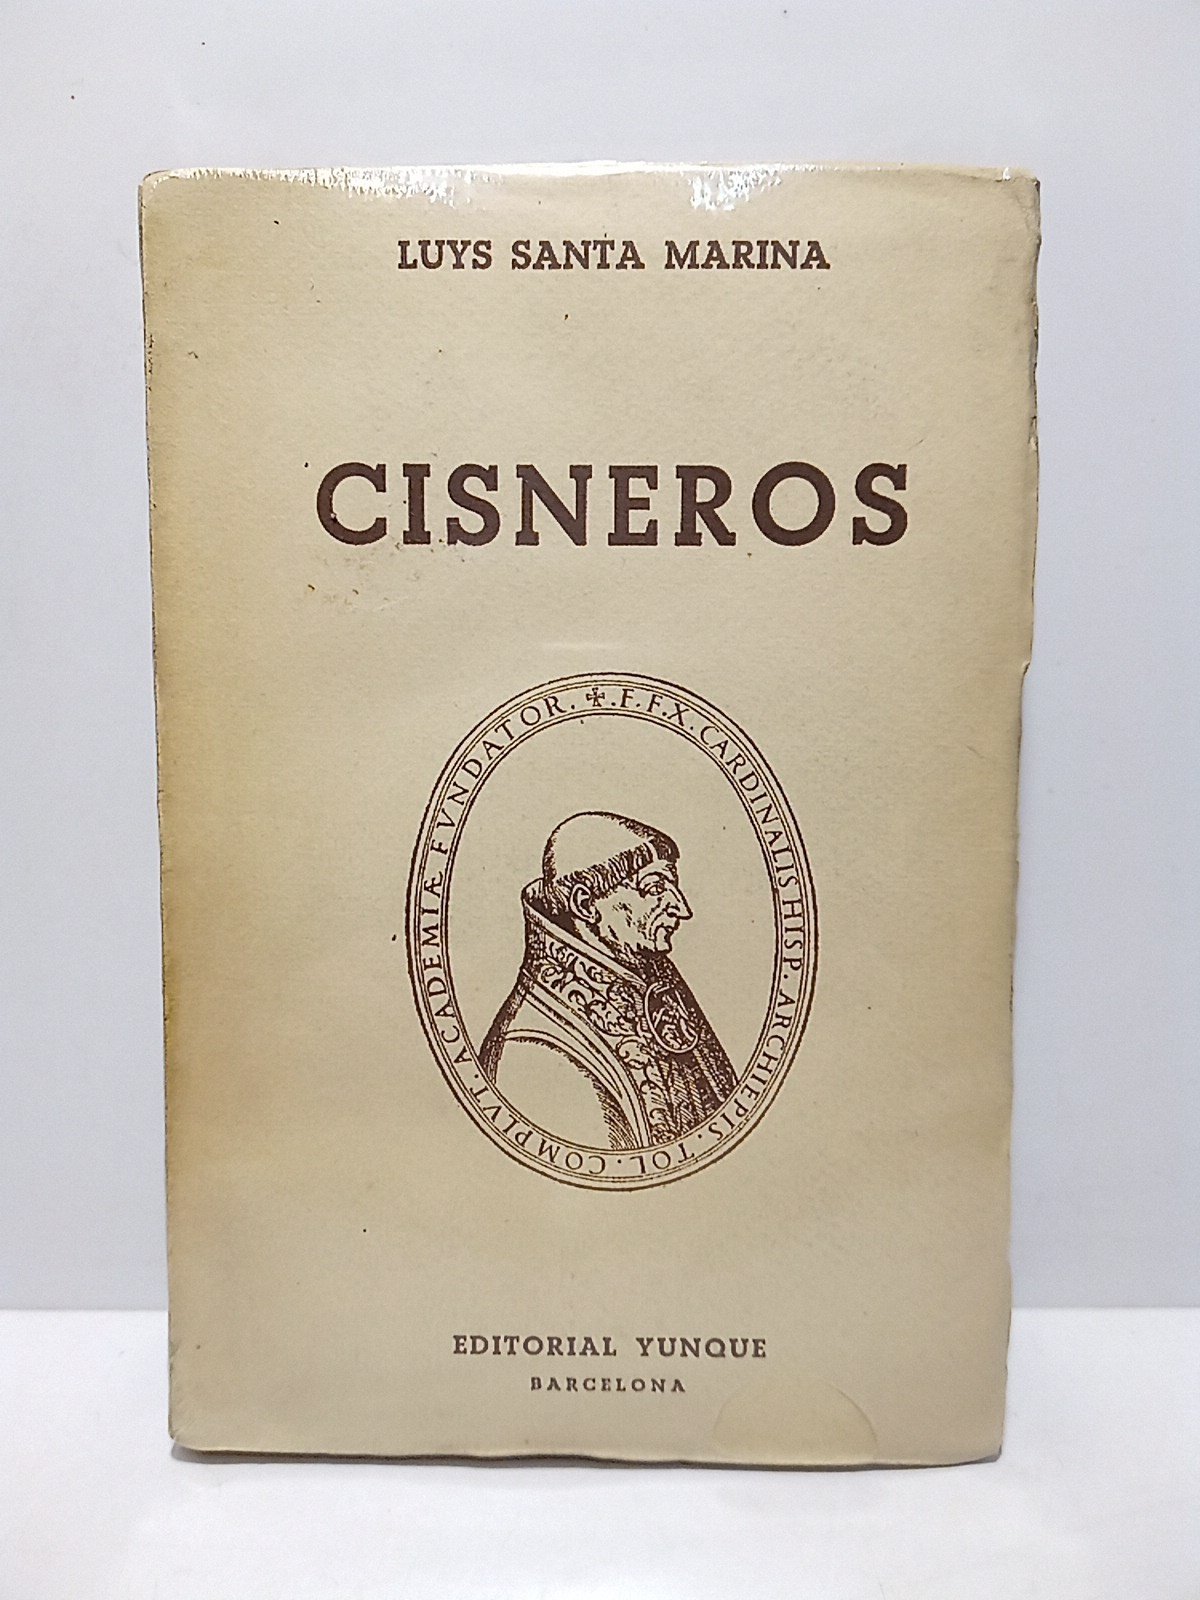 LUYS SANTA MARINA
CISNEROS
✠.F.F.X.CARDINALIS HISP. ARCHIEPIS. TOL. COMPLVT. ACADEMIÆ FVNDATOR.
EDITORIAL YUNQUE
BARCELONA